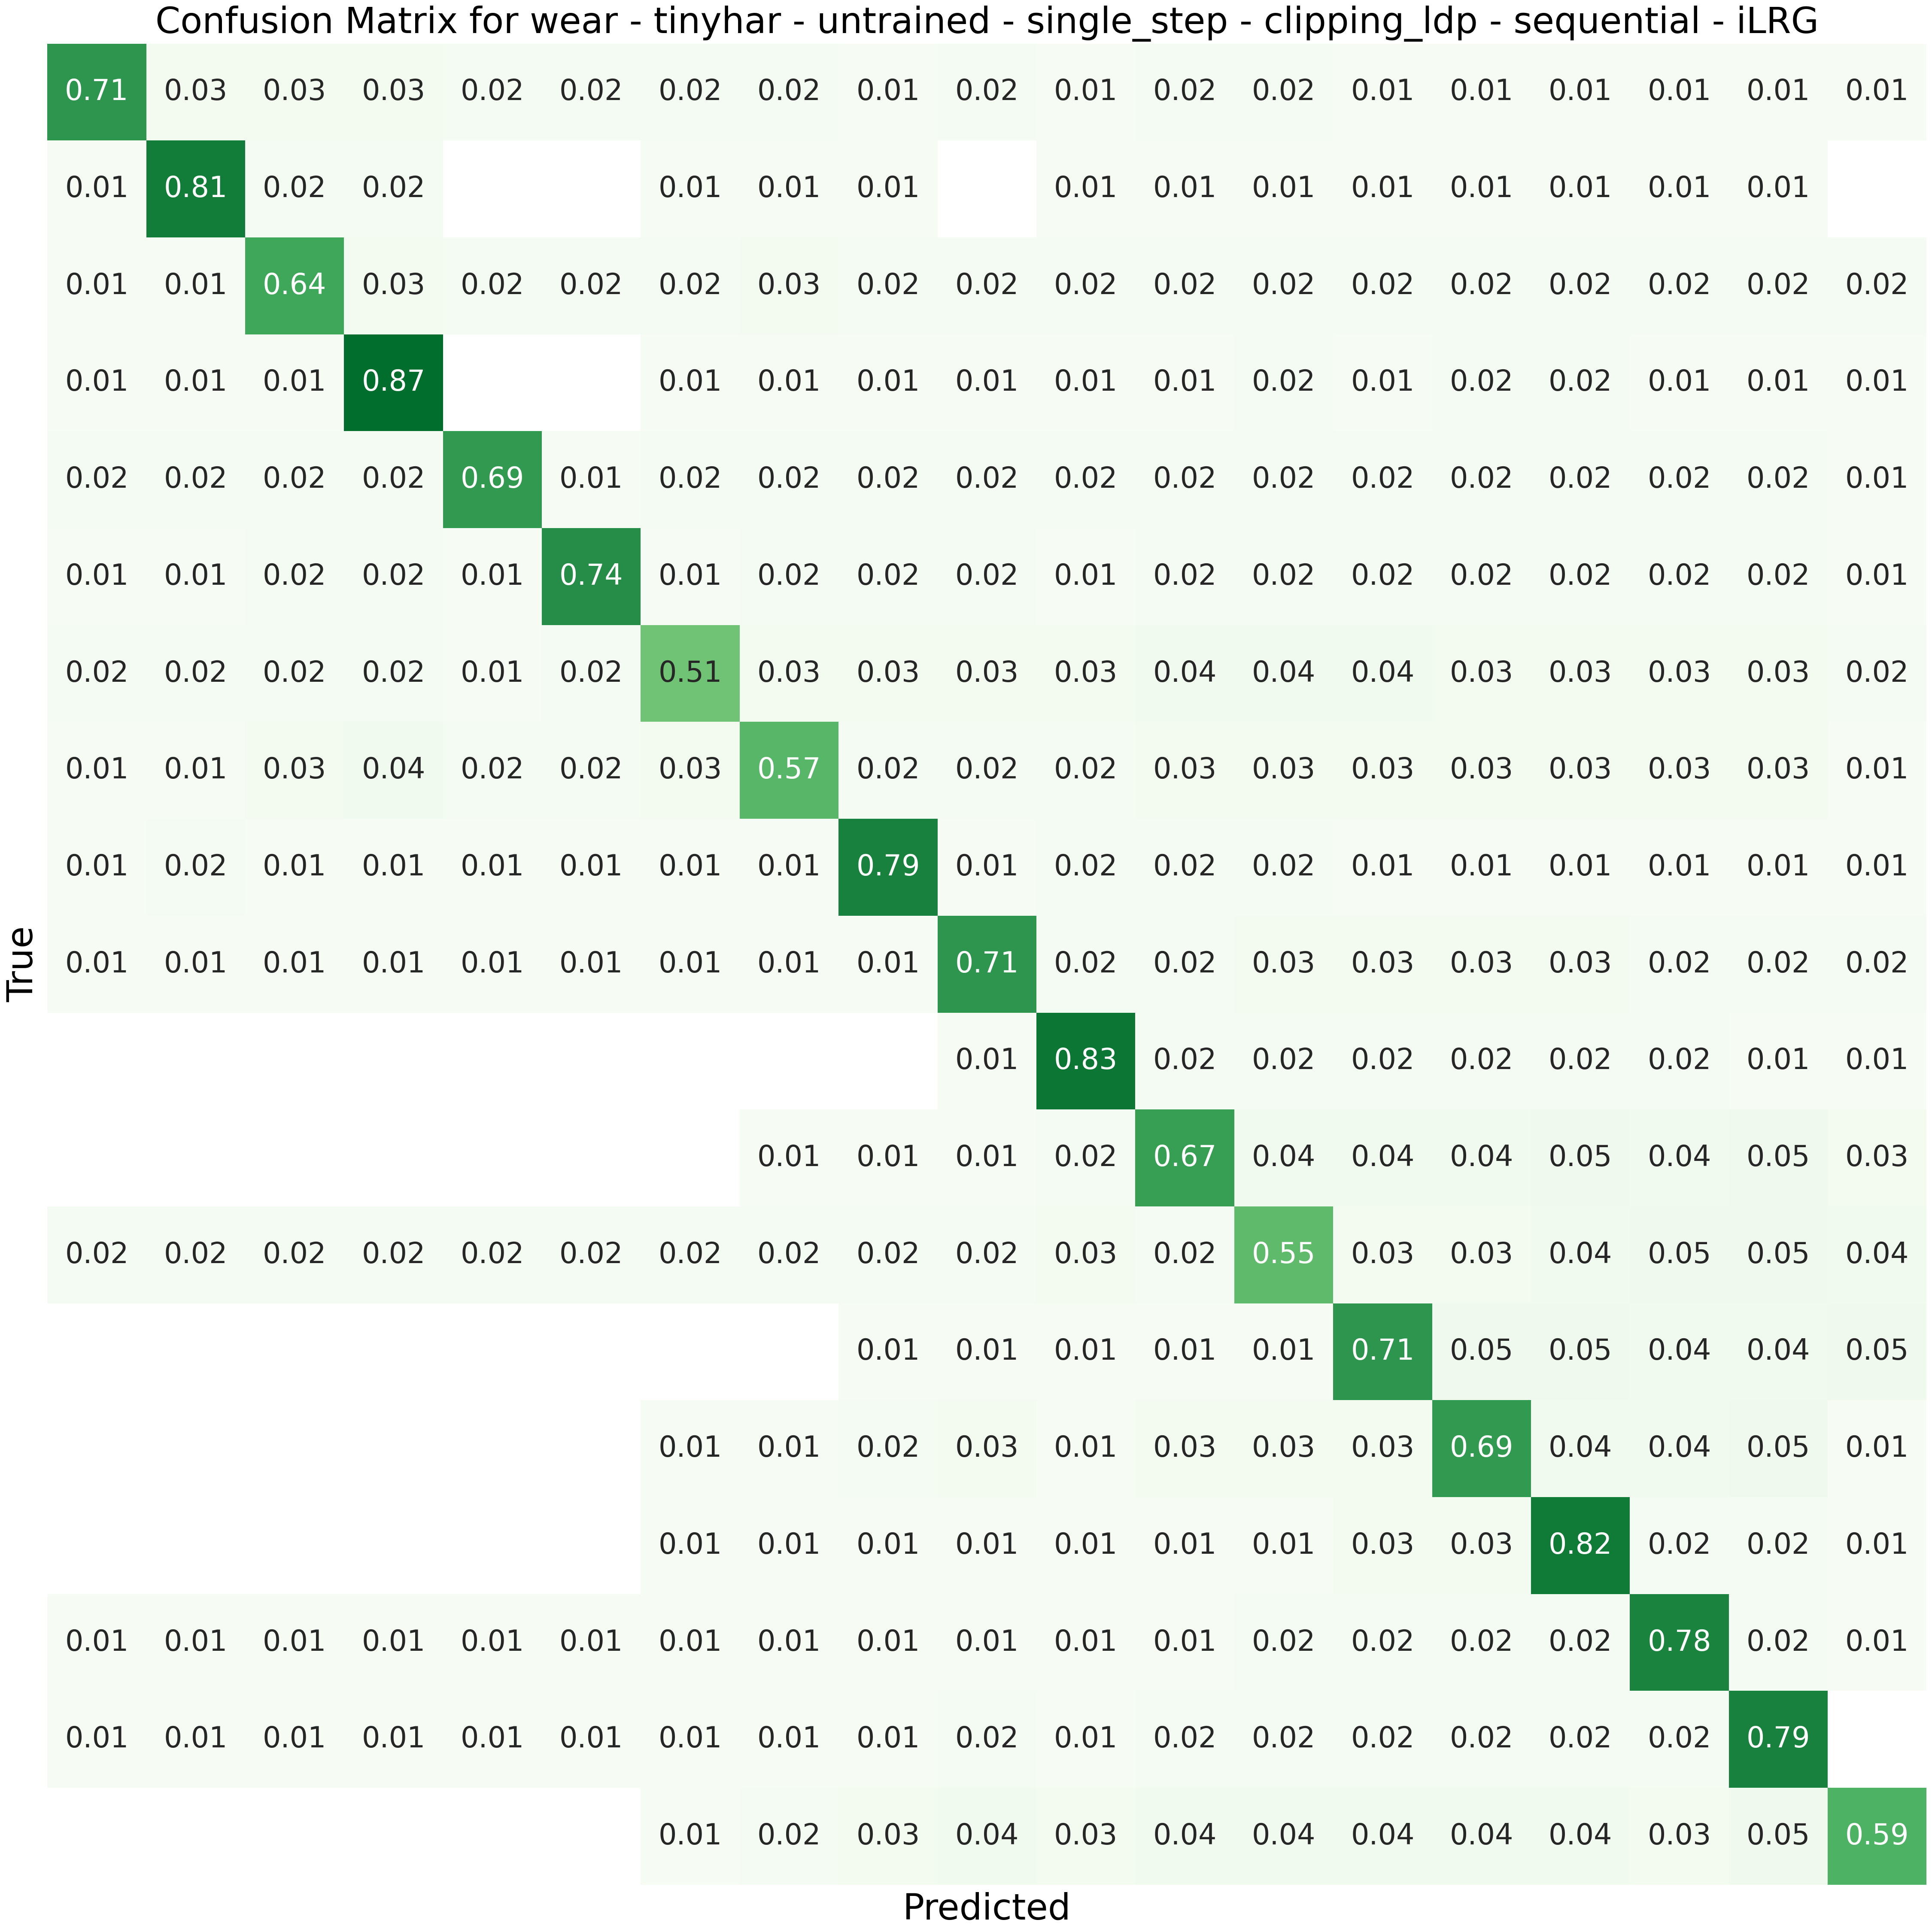 Confusion Matrix for wear - tinyhar - untrained - single_step - clipping_ldp - sequential - iLRG
0.71 0.03 0.03 0.03 0.02 0.02 0.02 0.02 0.01 0.02 0.01 0.02 0.02 0.01 0.01 0.01 0.01 0.01 0.01
0.01 0.81 0.02 0.02 0.01 0.01 0.01 0.01 0.01 0.01 0.01 0.01 0.01 0.01 0.01
0.01 0.01 0.64 0.03 0.02 0.02 0.02 0.03 0.02 0.02 0.02 0.02 0.02 0.02 0.02 0.02 0.02 0.02 0.02
0.01 0.01 0.01 0.87 0.01 0.01 0.01 0.01 0.01 0.01 0.02 0.01 0.02 0.02 0.01 0.01 0.01
0.02 0.02 0.02 0.02 0.69 0.01 0.02 0.02 0.02 0.02 0.02 0.02 0.02 0.02 0.02 0.02 0.02 0.02 0.01
0.01 0.01 0.02 0.02 0.01 0.74 0.01 0.02 0.02 0.02 0.01 0.02 0.02 0.02 0.02 0.02 0.02 0.02 0.01
0.02 0.02 0.02 0.02 0.01 0.02 0.51 0.03 0.03 0.03 0.03 0.04 0.04 0.04 0.03 0.03 0.03 0.03 0.02
0.01 0.01 0.03 0.04 0.02 0.02 0.03 0.57 0.02 0.02 0.02 0.03 0.03 0.03 0.03 0.03 0.03 0.03 0.01
0.01 0.02 0.01 0.01 0.01 0.01 0.01 0.01 0.79 0.01 0.02 0.02 0.02 0.01 0.01 0.01 0.01 0.01 0.01
True
0.01 0.01 0.01 0.01 0.01 0.01 0.01 0.01 0.01 0.71 0.02 0.02 0.03 0.03 0.03 0.03 0.02 0.02 0.02
0.01 0.83 0.02 0.02 0.02 0.02 0.02 0.02 0.01 0.01
0.01 0.01 0.01 0.02 0.67 0.04 0.04 0.04 0.05 0.04 0.05 0.03
0.02 0.02 0.02 0.02 0.02 0.02 0.02 0.02 0.02 0.02 0.03 0.02 0.55 0.03 0.03 0.04 0.05 0.05 0.04
0.01 0.01 0.01 0.01 0.01 0.71 0.05 0.05 0.04 0.04 0.05
0.01 0.01 0.02 0.03 0.01 0.03 0.03 0.03 0.69 0.04 0.04 0.05 0.01
0.01 0.01 0.01 0.01 0.01 0.01 0.01 0.03 0.03 0.82 0.02 0.02 0.01
0.01 0.01 0.01 0.01 0.01 0.01 0.01 0.01 0.01 0.01 0.01 0.01 0.02 0.02 0.02 0.02 0.78 0.02 0.01
0.01 0.01 0.01 0.01 0.01 0.01 0.01 0.01 0.01 0.02 0.01 0.02 0.02 0.02 0.02 0.02 0.02 0.79
0.01 0.02 0.03 0.04 0.03 0.04 0.04 0.04 0.04 0.04 0.03 0.05 0.59
Predicted